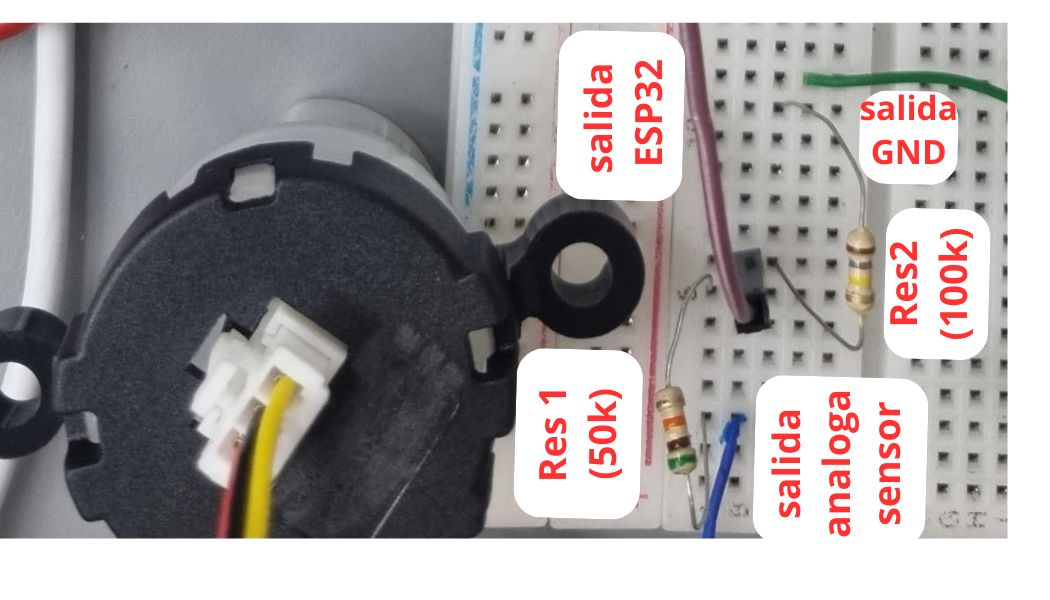 salida
ESP32
salida
GND
Res2
(100k)
Res 1
(50k)
salida
analoga
sensor